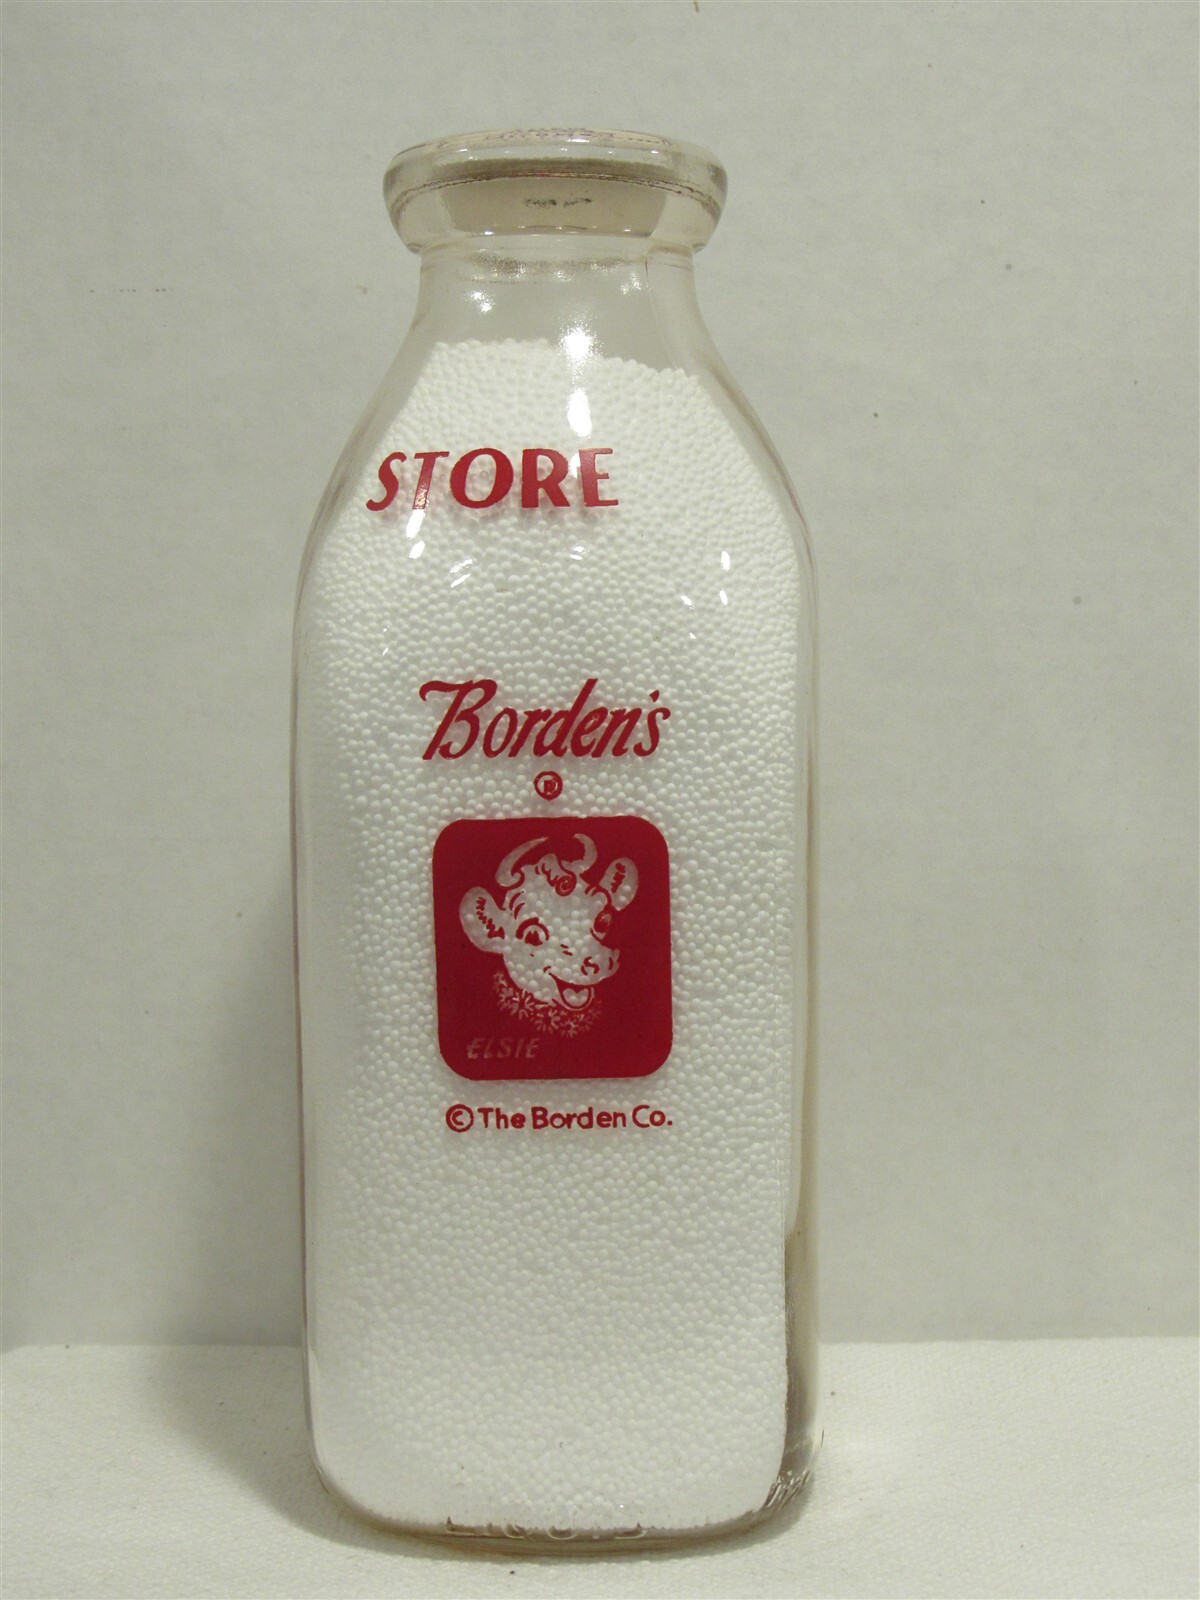 STORE
Borden's
®
ELSIE
© The Borden Co.